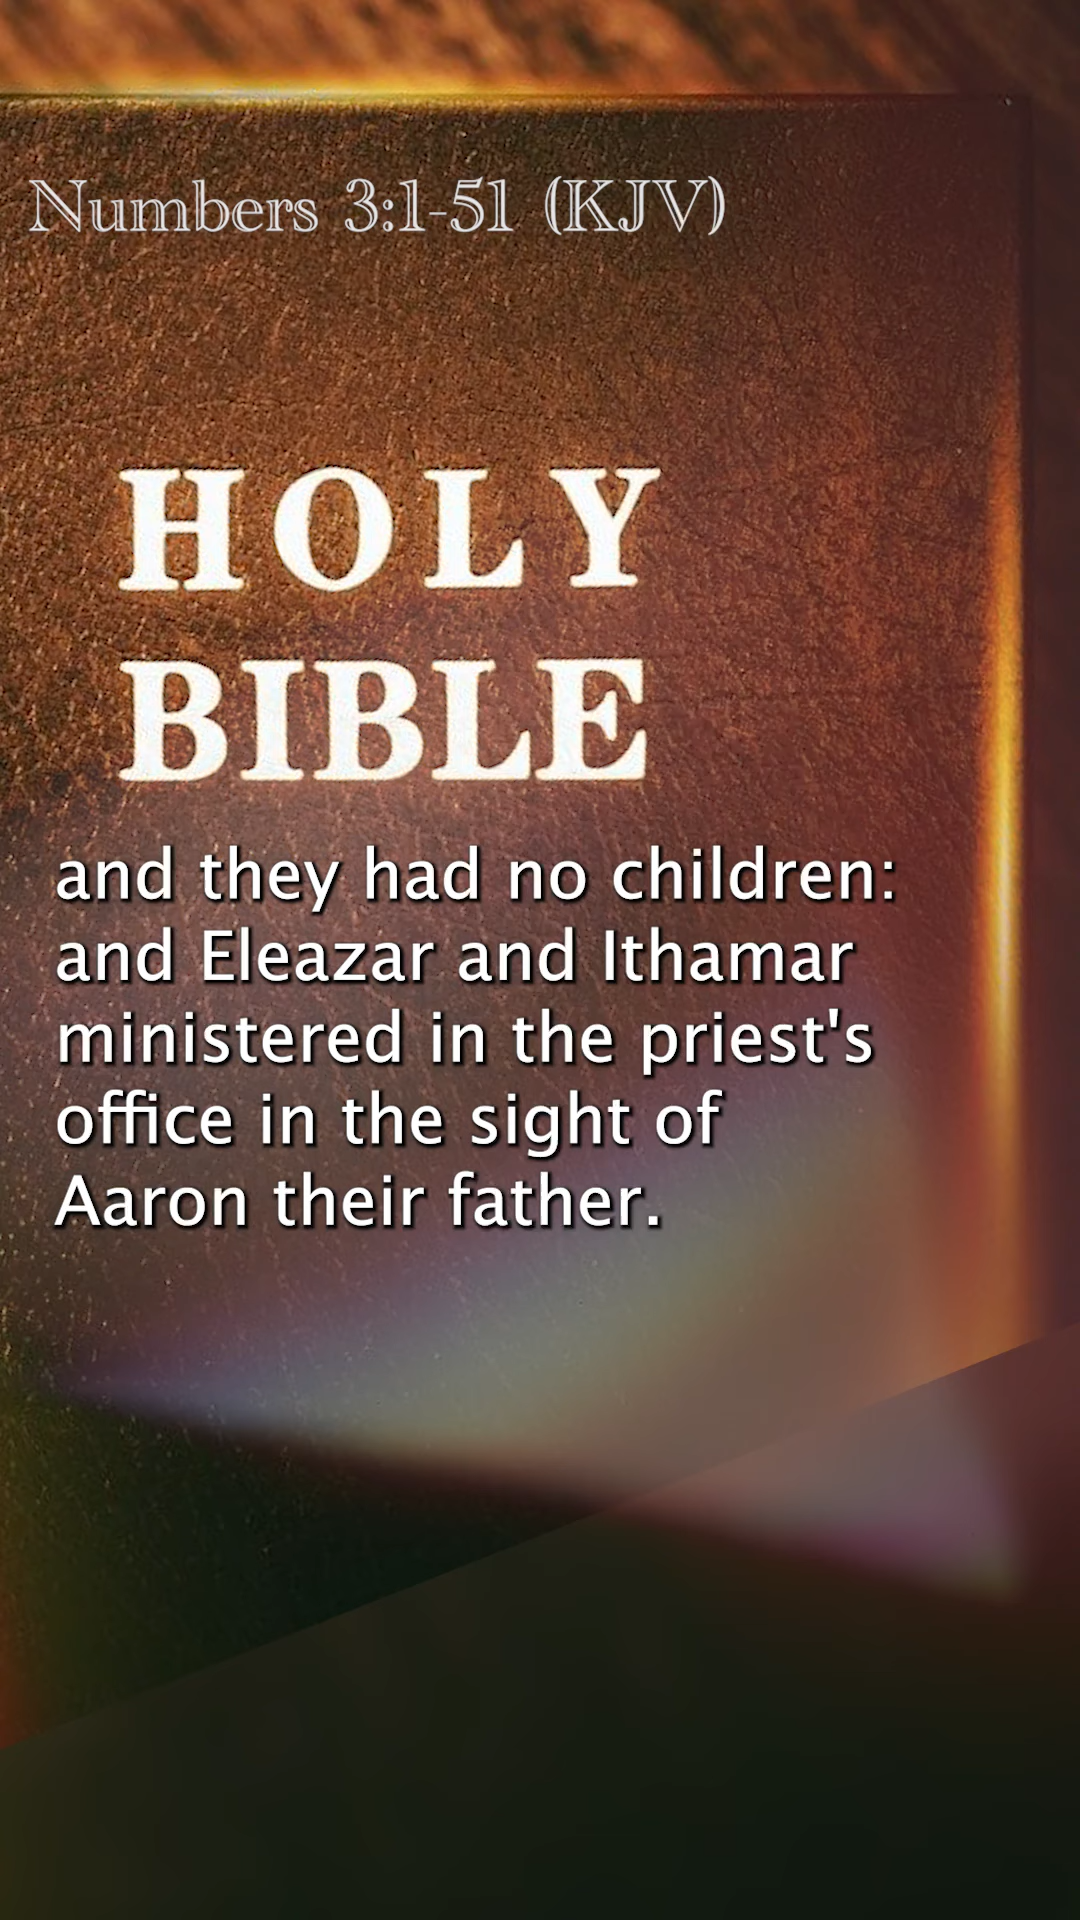 Numbers 3:1-51 (KJV)
HOLY
BIBLE
and they had no children:
and Eleazar and Ithamar
ministered in the priest's
office in the sight of
Aaron their father.